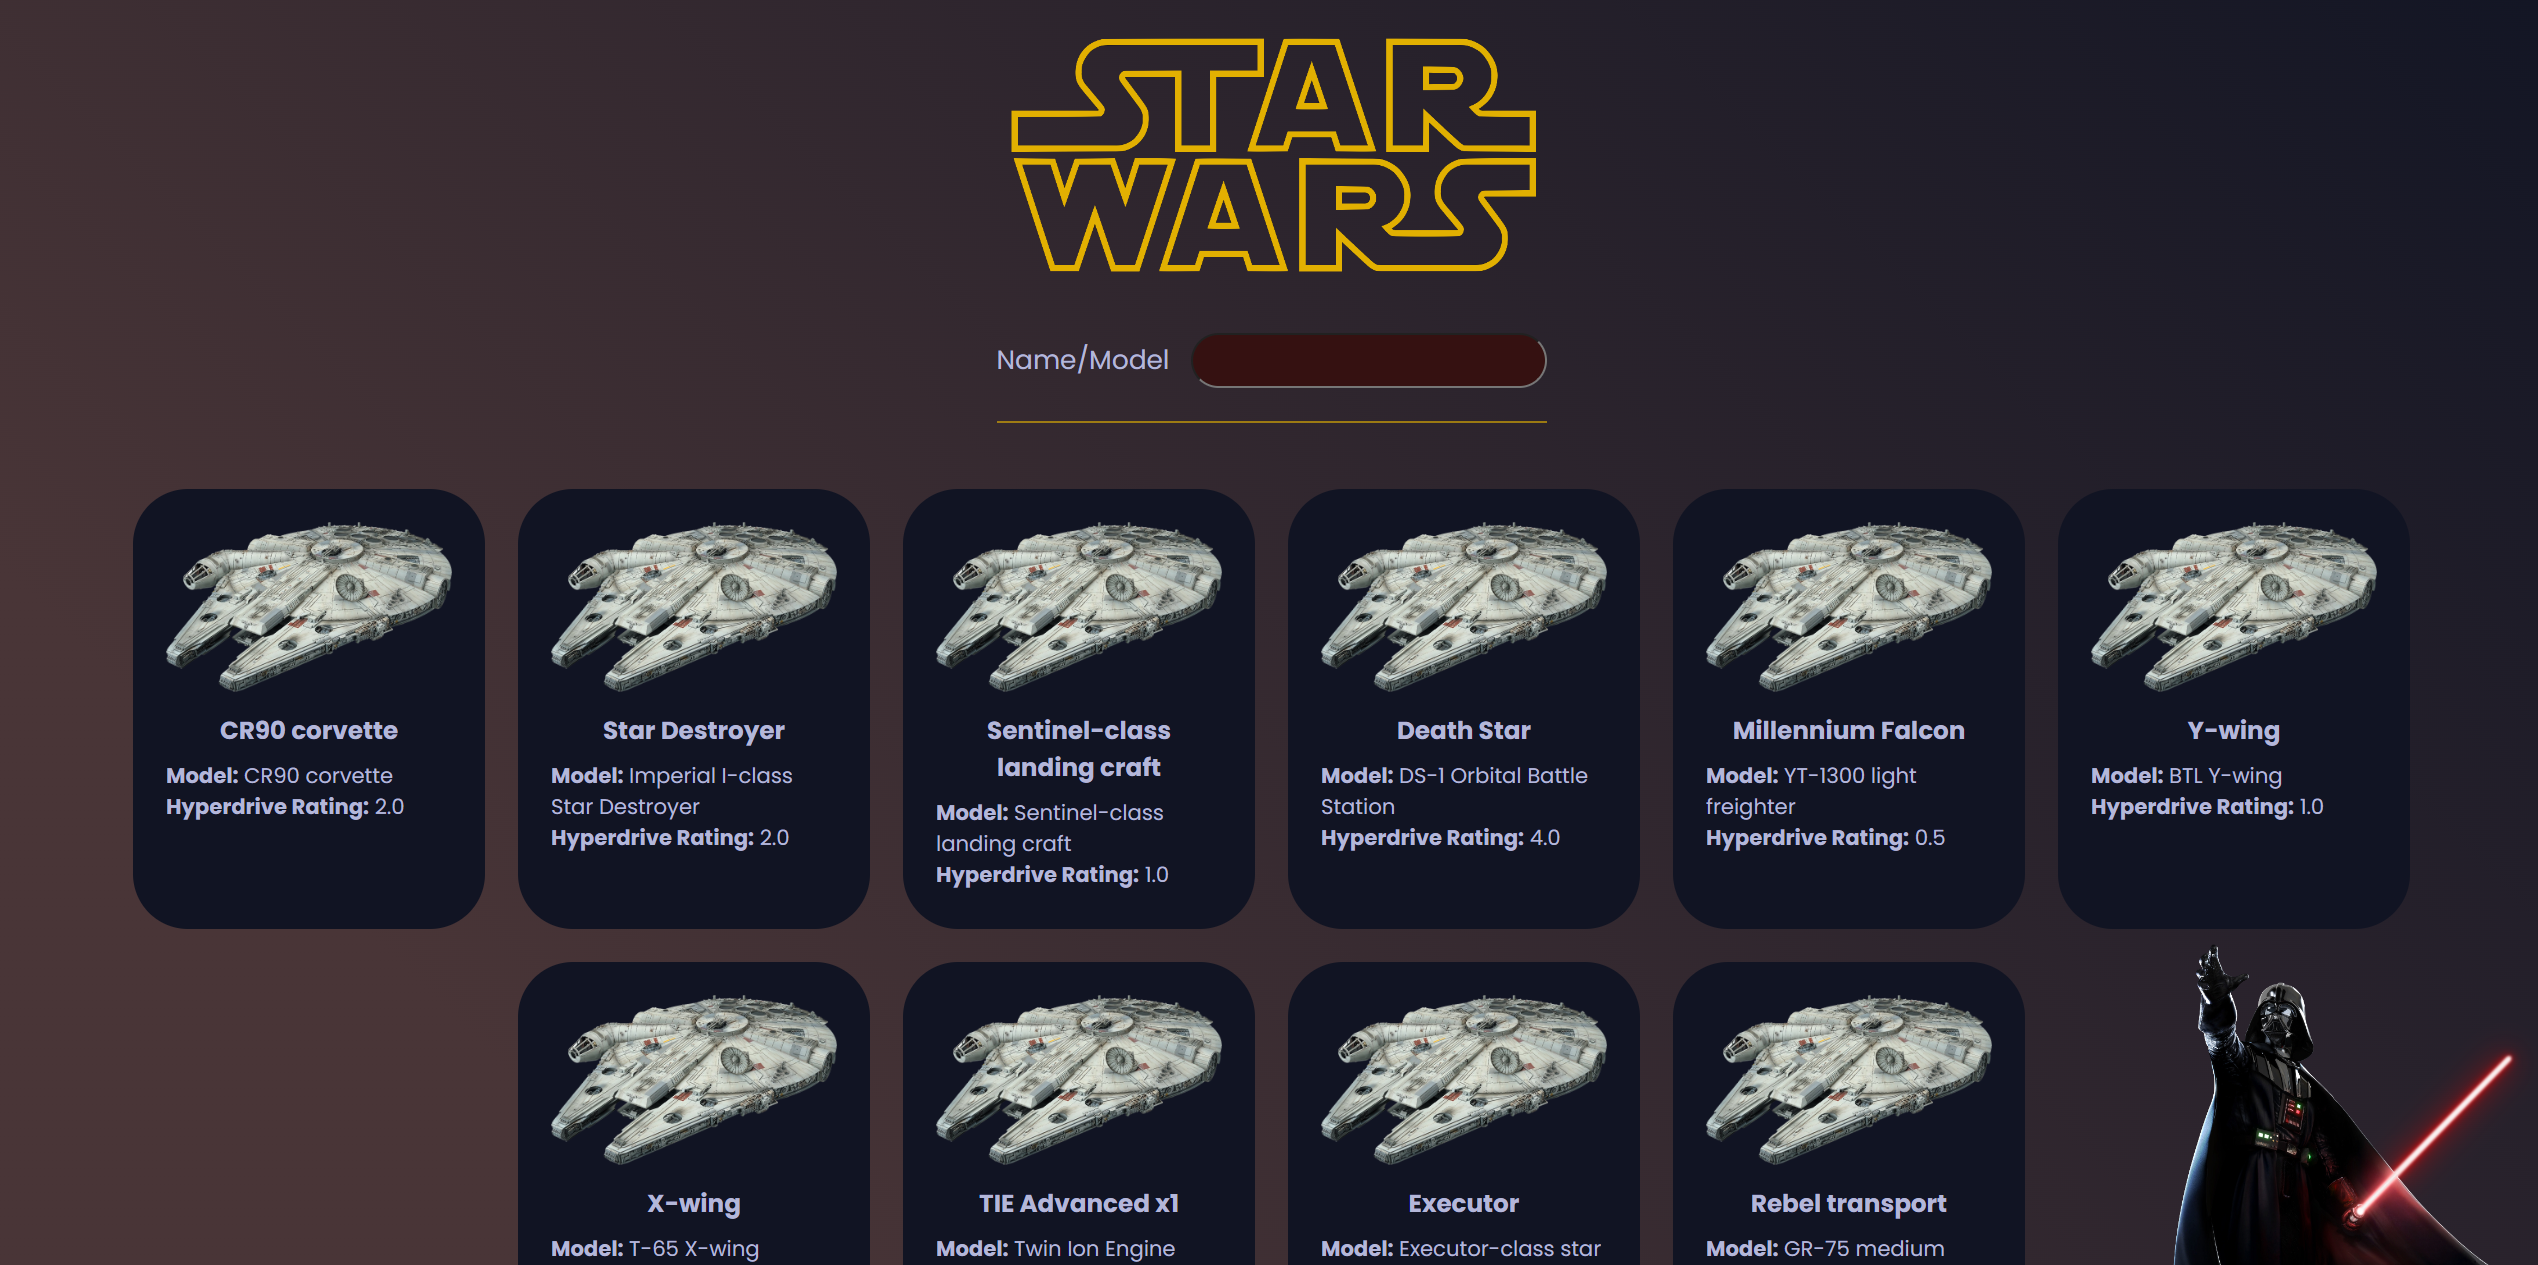 STAR
WARS
Name/Model
CR90 corvette
Model: CR90 corvette
Hyperdrive Rating: 2.0
Star Destroyer
Model: Imperial I-class
Star Destroyer
Hyperdrive Rating: 2.0
Sentinel-class
landing craft
Model: Sentinel-class
landing craft
Hyperdrive Rating: 1.0
Death Star
Model: DS-1 Orbital Battle
Station
Hyperdrive Rating: 4.0
Millennium Falcon
Model: YT-1300 light
freighter
Hyperdrive Rating: 0.5
Y-wing
Model: BTL Y-wing
Hyperdrive Rating: 1.0
X-wing
Model: T-65 X-wing
TIE Advanced x1
Model: Twin Ion Engine
Executor
Model: Executor-class star
Rebel transport
Model: GR-75 medium